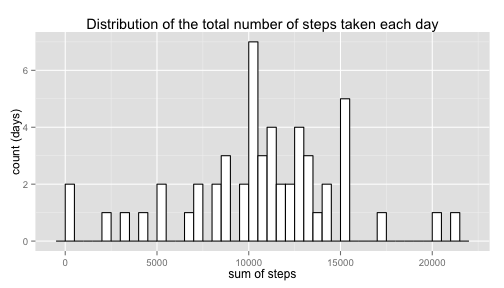 Distribution of the total number of steps taken each day
6
4
2
0
count (days)
0 5000 10000 15000 20000
sum of steps